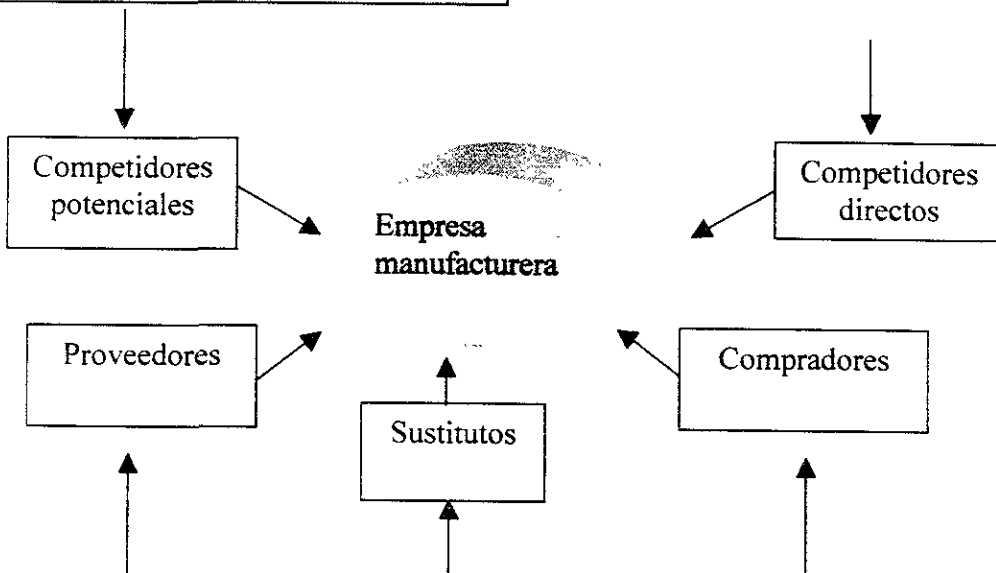 Competidores
potenciales
Competidores
directos
Empresa
manufacturera
Proveedores
Compradores
Sustitutos